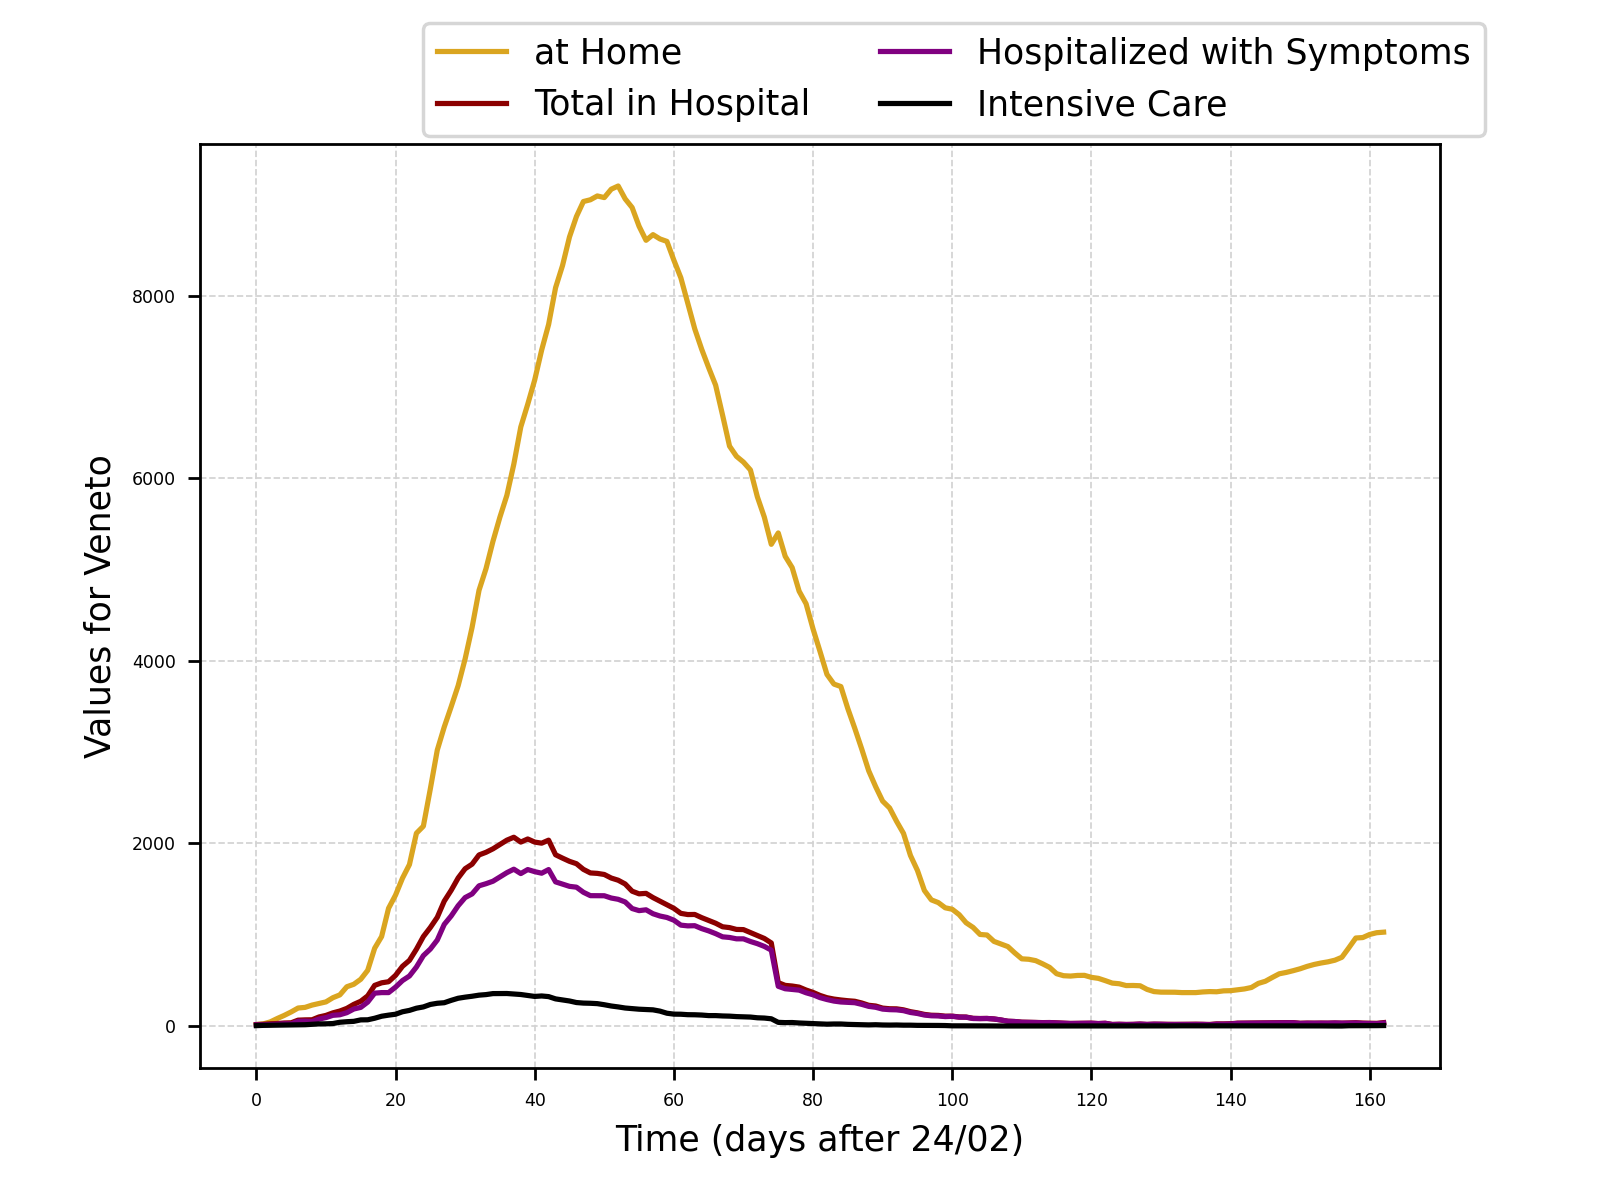 at Home
Total in Hospital
Hospitalized with Symptoms
Intensive Care
Values for Veneto
8000
6000
4000
2000
0
0 20 40 60 80 100 120 140 160
Time (days after 24/02)